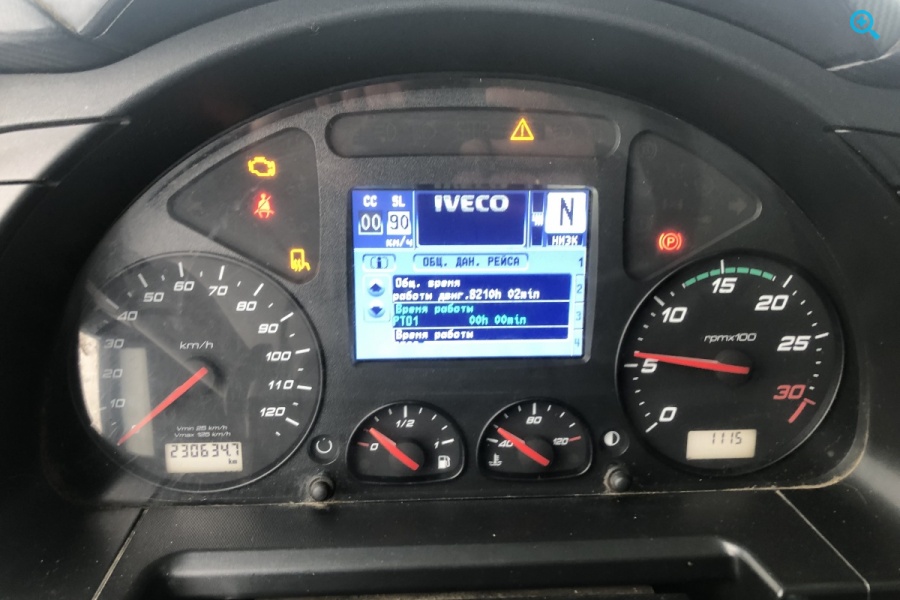 CC SL
IVECO
N
00 90
км/ч
НИЗК
i ОБЩ. ДАН. РЕЙСА 1
Общ. время
работы двиг.8210h 02min
2
Время работы
PTO1 00h 00min
3
Время работы
4
10 20 30 40 50 60 70 80 90 100 110 120
km/h
Vmin 25 km/h
Vmax 125 km/h
230634.7
km
0 1/2 1
40 80 120
0 5 10 15 20 25 30
rpmx100
1115
P